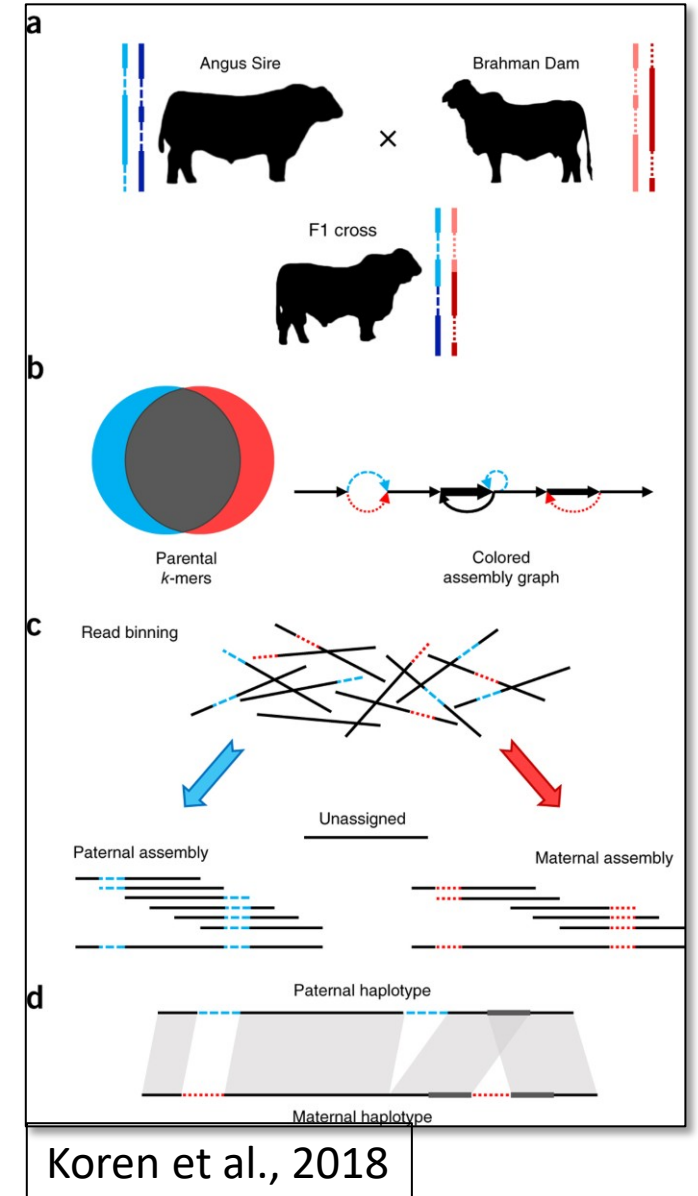 a
Angus Sire
Brahman Dam
×
F1 cross
b
Parental
k-mers
Colored
assembly graph
c
Read binning
Unassigned
Paternal assembly
Maternal assembly
d
Paternal haplotype
Maternal haplotype
Koren et al., 2018